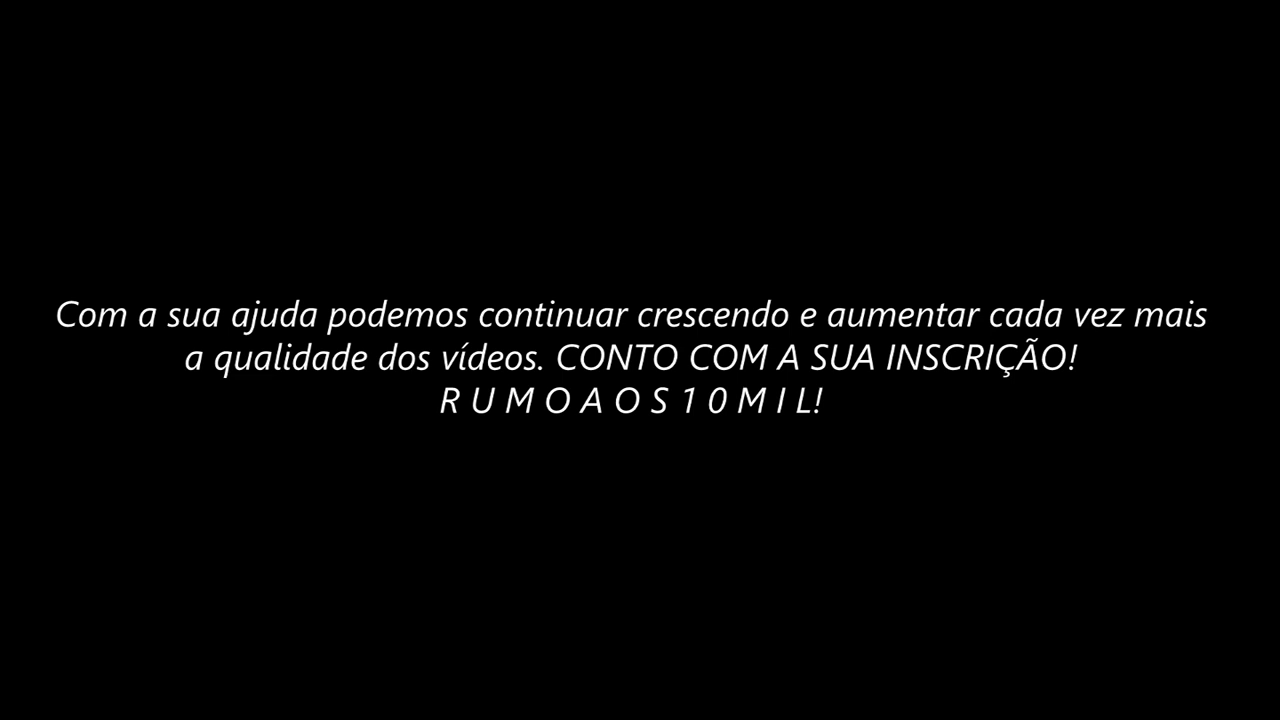 Com a sua ajuda podemos continuar crescendo e aumentar cada vez mais
a qualidade dos vídeos. CONTO COM A SUA INSCRIÇÃO!
R U M O A O S 1 0 M I L!